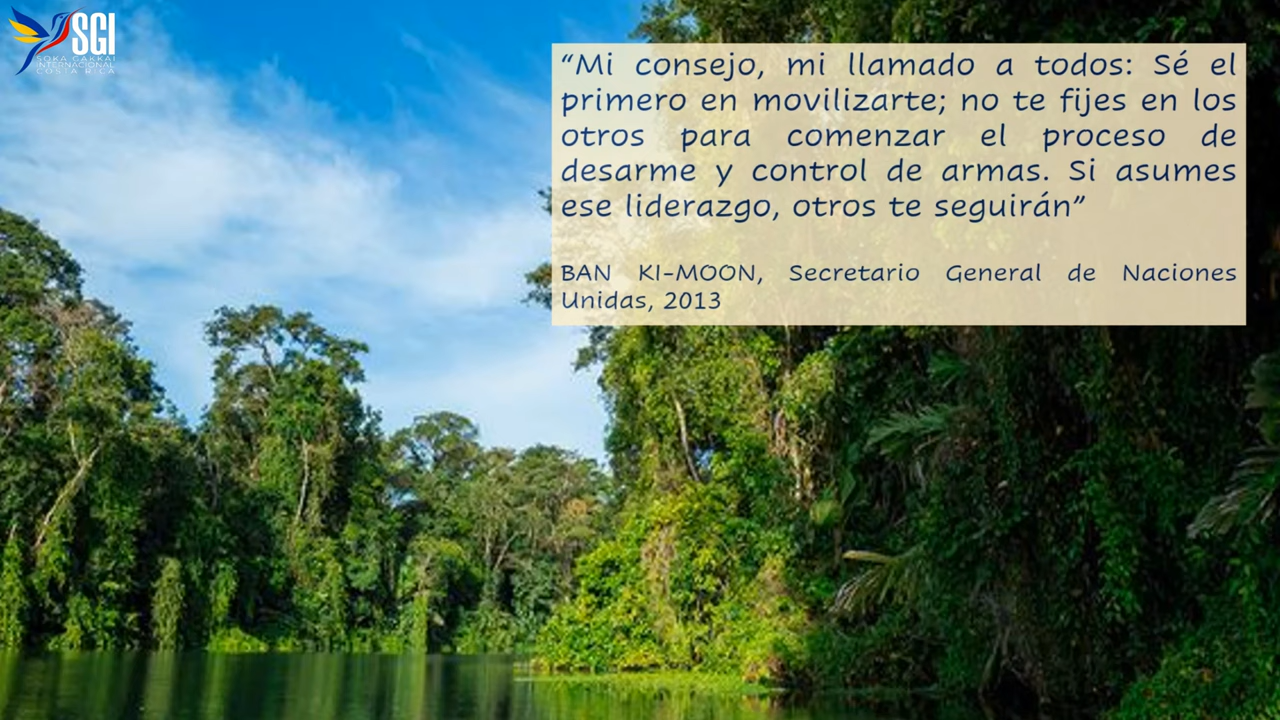 SGI
SOKA GAKKAI
INTERNACIONAL
COSTA RICA
“Mi consejo, mi llamado a todos: Sé el
primero en movilizarte; no te fijes en los
otros para comenzar el proceso de
desarme y control de armas. Si asumes
ese liderazgo, otros te seguirán”
BAN KI-MOON, Secretario General de Naciones
Unidas, 2013